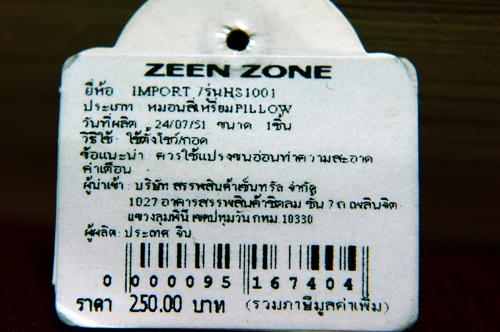 ZEEN ZONE
ยี่ห้อ IMPORT /รุ่นHS1001
ประเภท หมอนสี่เหรี่ยมPILLOW
วันที่ผลิต 24/07/51 ขนาด 1ชิ้น
วิธีใช้ ใช้ตั้งโชว์/กอด
ข้อแนะนำ ควรใช้แปรงขนอ่อนทำความสะอาด
คำเตือน
ผู้นำเข้า: บริษัท สรรพสินค้าเซ็นทรัล จำกัด
1027 อาคารสรรพสินค้าชิดลม ชั้น 7 ถ เพลินจิต
แขวงลุมพินี เขตปทุมวัน กทม. 10330
ผู้ผลิต: ประเทศ จีน
0 000095 167404
ราคา 250.00 บาท (รวมภาษีมูลค่าเพิ่ม)